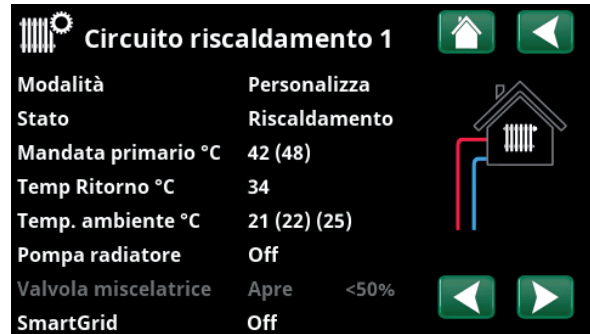 Circuito riscaldamento 1
Modalità Personalizza
Stato Riscaldamento
Mandata primario °C 42 (48)
Temp Ritorno °C 34
Temp. ambiente °C 21 (22) (25)
Pompa radiatore Off
Valvola miscelatrice Apre <50%
SmartGrid Off